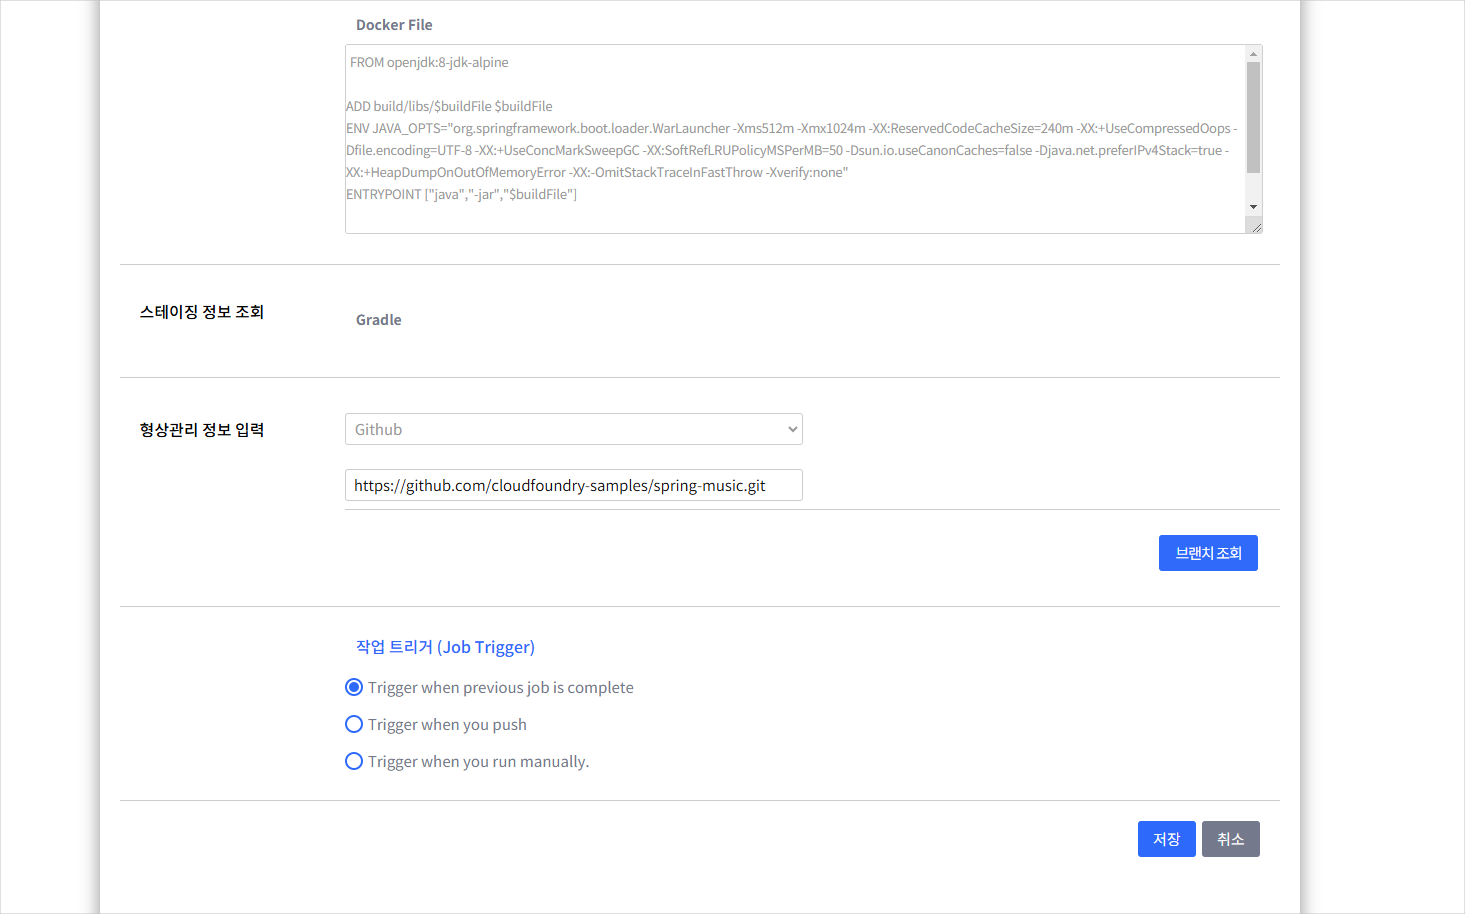 Docker File
FROM openjdk:8-jdk-alpine
ADD build/libs/$buildFile $buildFile
ENV JAVA_OPTS="org.springframework.boot.loader.WarLauncher -Xms512m -Xmx1024m -XX:ReservedCodeCacheSize=240m -XX:+UseCompressedOops -
Dfile.encoding=UTF-8 -XX:+UseConcMarkSweepGC -XX:SoftRefLRUPolicyMSPerMB=50 -Dsun.io.useCanonCaches=false -Djava.net.preferIPv4Stack=true -
XX:+HeapDumpOnOutOfMemoryError -XX:-OmitStackTraceInFastThrow -Xverify:none"
ENTRYPOINT ["java","-jar","$buildFile"]
스테이징 정보 조회
Gradle
형상관리 정보 입력
Github
https://github.com/cloudfoundry-samples/spring-music.git
브랜치 조회
작업 트리거 (Job Trigger)
Trigger when previous job is complete
Trigger when you push
Trigger when you run manually.
저장
취소